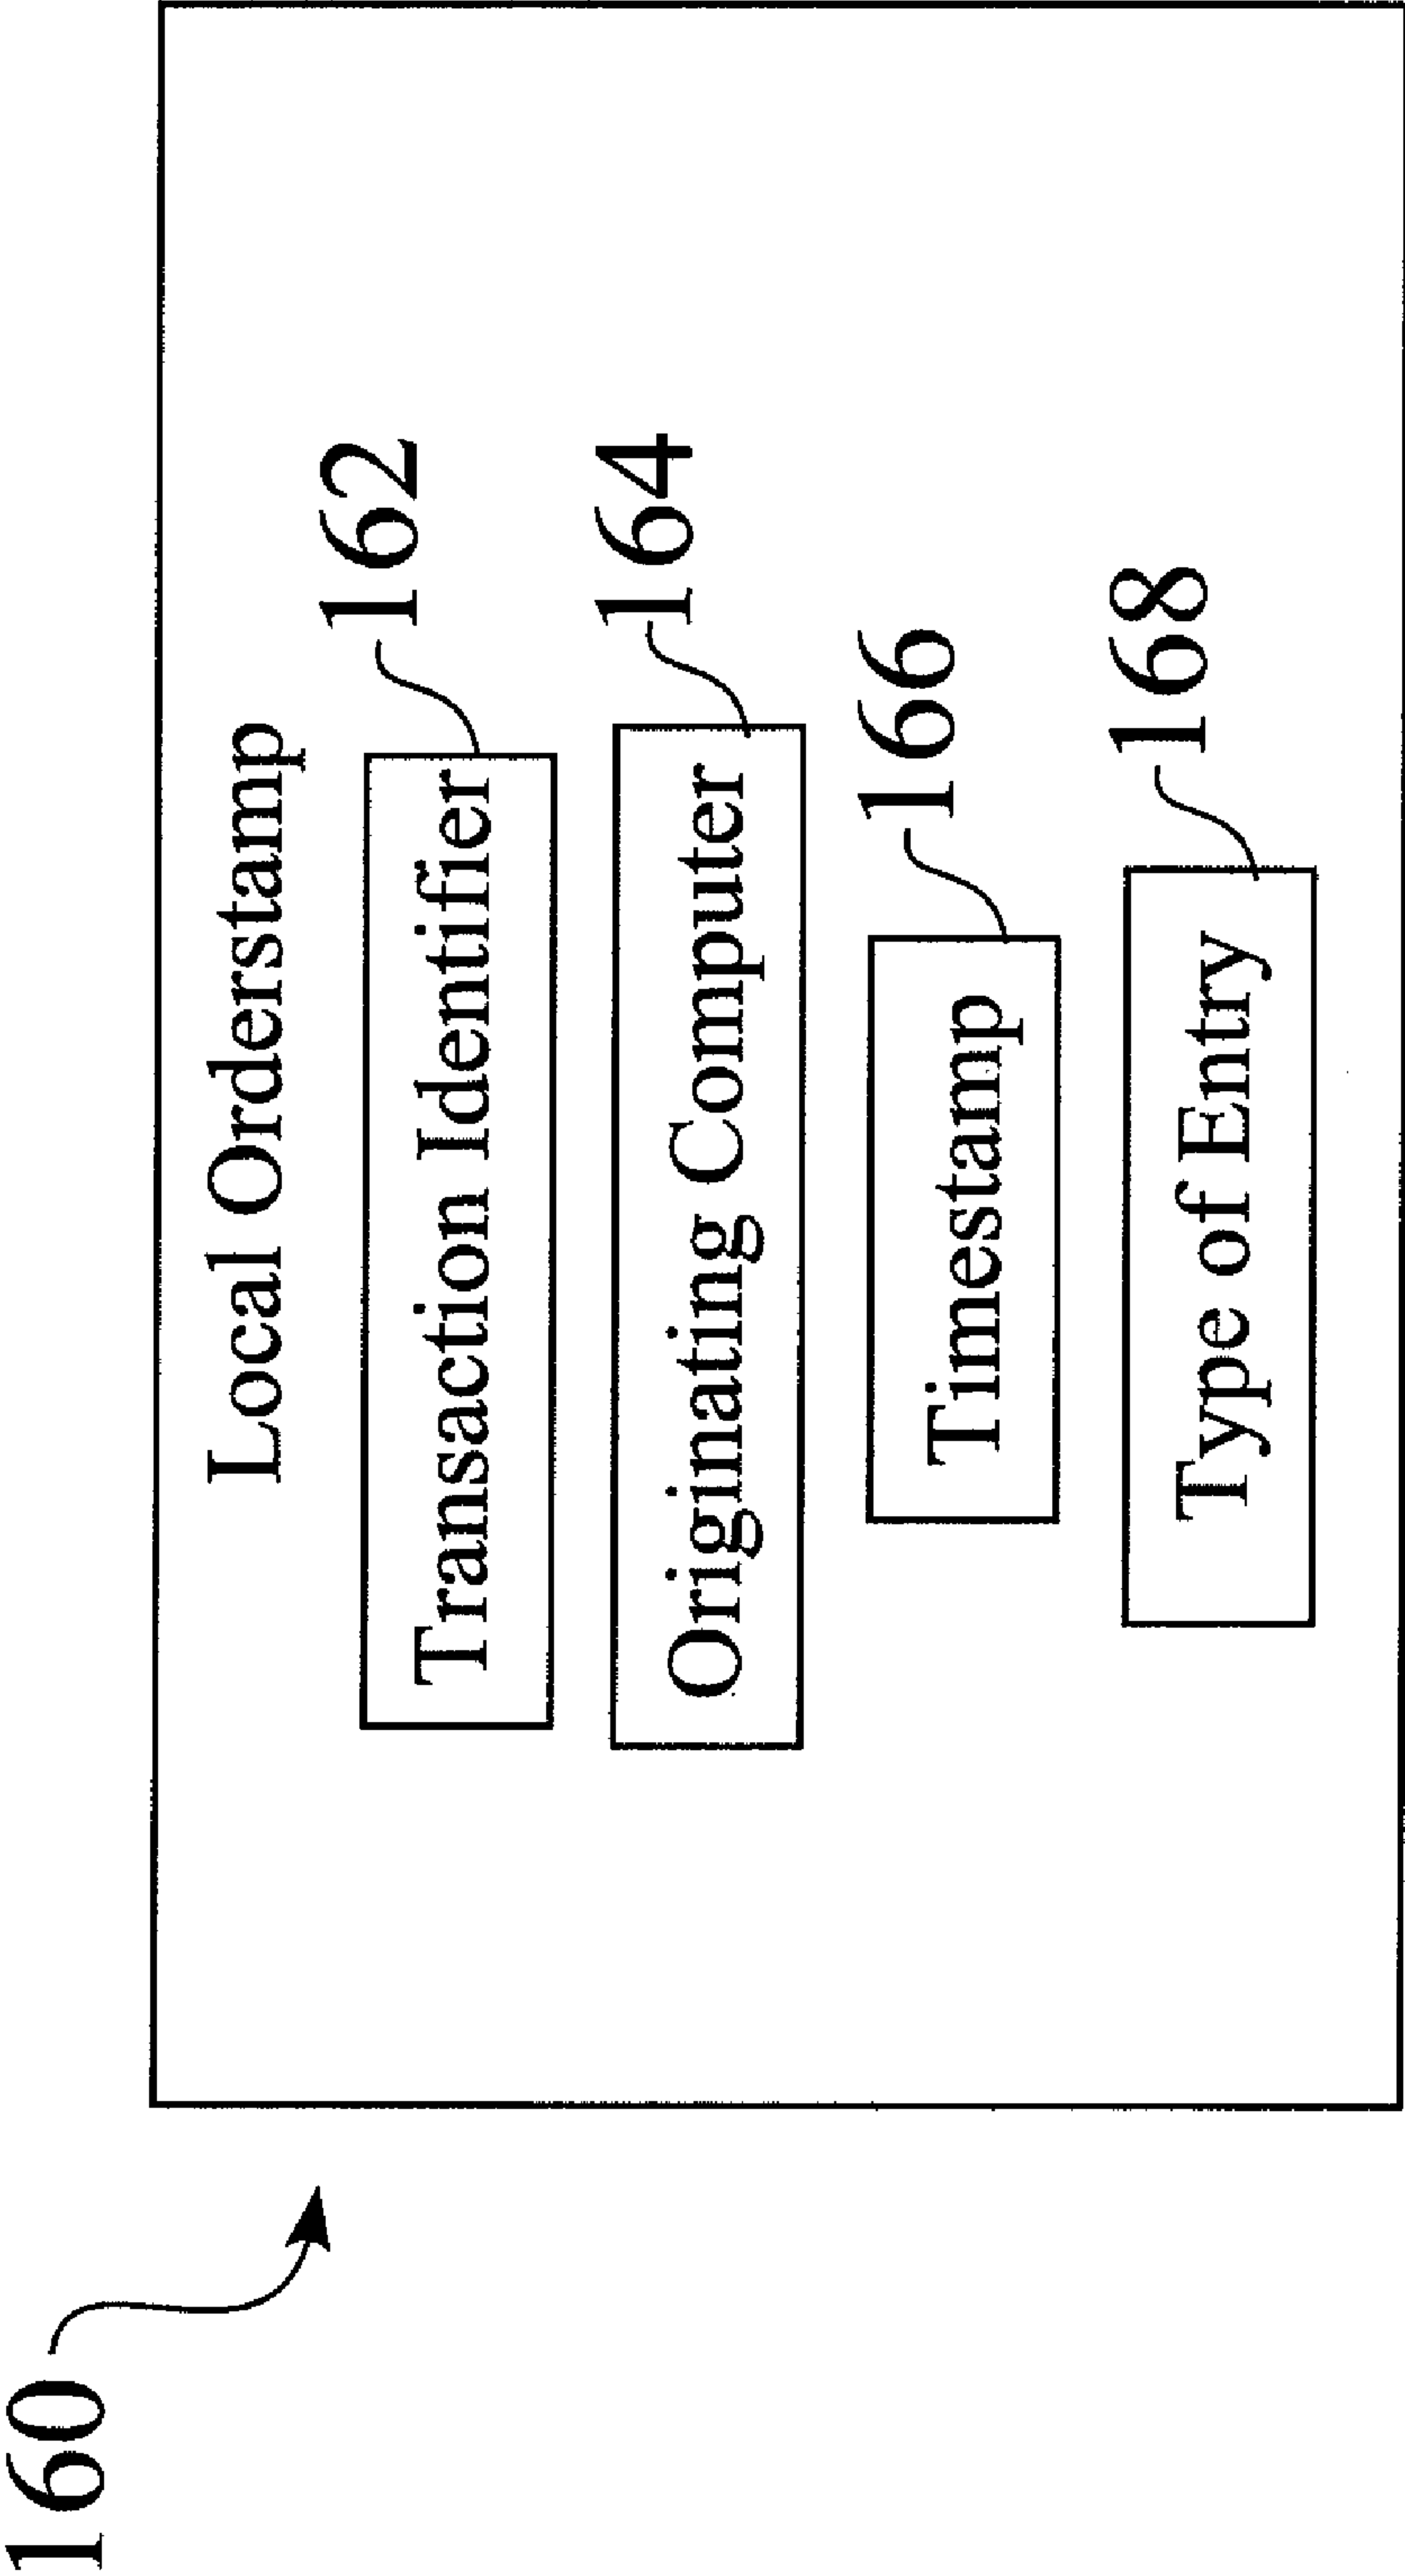 160
Local Orderstamp
Transaction Identifier
162
Originating Computer
164
Timestamp
166
Type of Entry
168